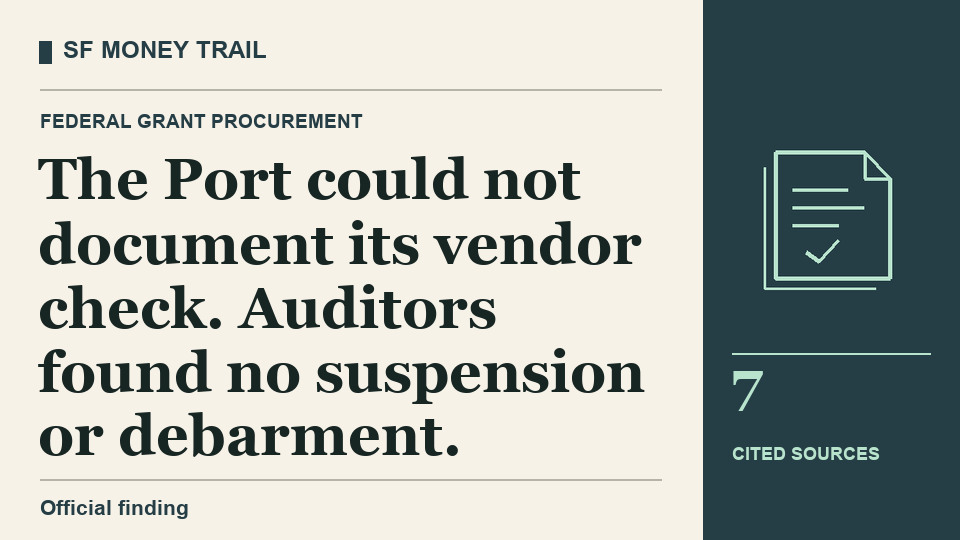 SF MONEY TRAIL
FEDERAL GRANT PROCUREMENT
The Port could not
document its vendor
check. Auditors
found no suspension
or debarment.
Official finding
7
CITED SOURCES